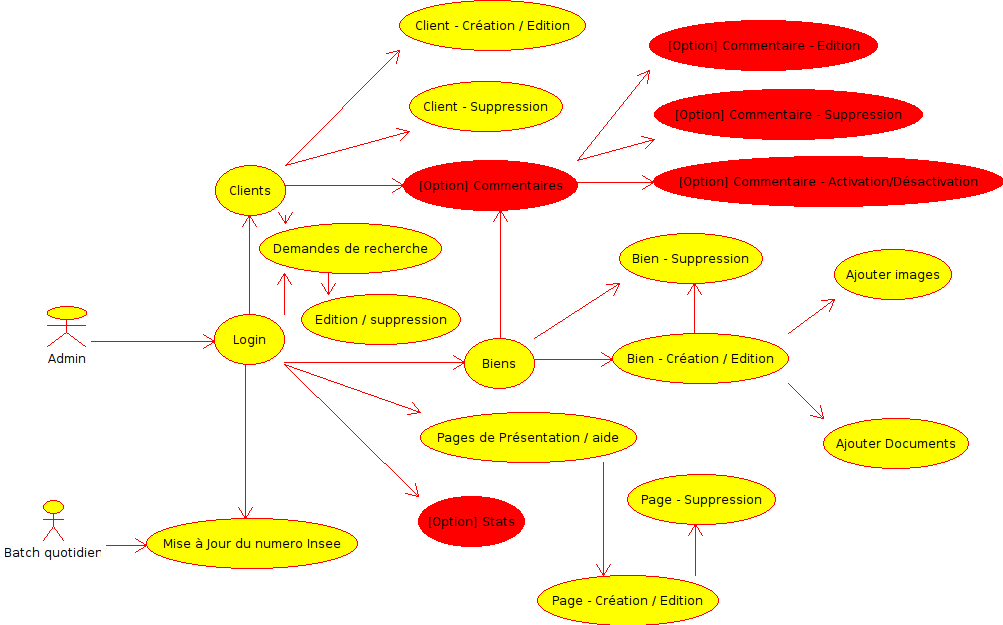 Client - Création / Edition
[Option] Commentaire - Edition
Client - Suppression
[Option] Commentaire - Suppression
Clients
[Option] Commentaires
[Option] Commentaire - Activation/Désactivation
Demandes de recherche
Bien - Suppression
Ajouter images
Edition / suppression
Login
Admin
Biens
Bien - Création / Edition
Pages de Présentation / aide
Ajouter Documents
Page - Suppression
[Option] Stats
Batch quotidien
Mise à Jour du numero Insee
Page - Création / Edition